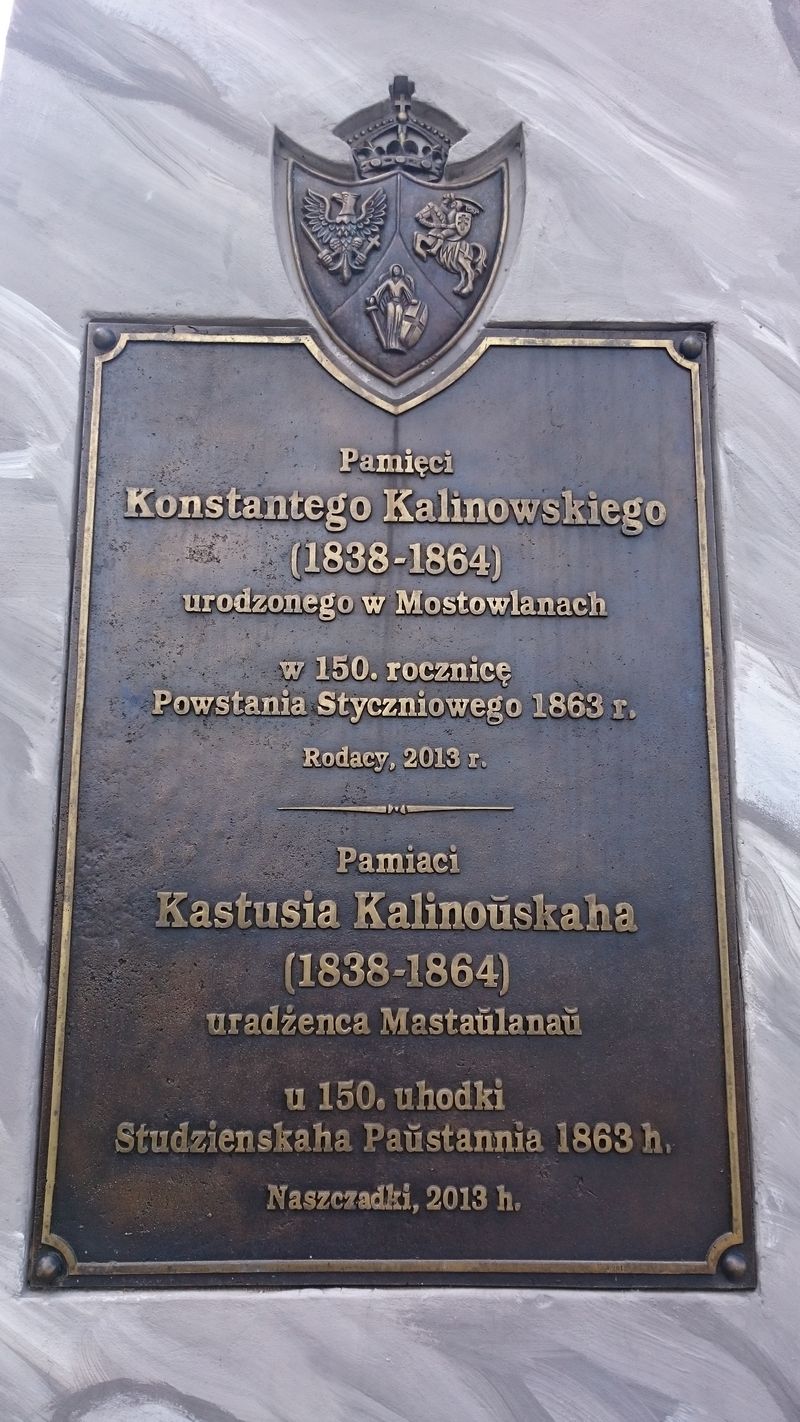 Pamięci
Konstantego Kalinowskiego
(1838-1864)
urodzonego w Mostowlanach
w 150. rocznicę
Powstania Styczniowego 1863 r.
Rodacy, 2013 r.
Pamiaci
Kastusia Kalinoŭskaha
(1838-1864)
uradżenca Mastaŭlanaŭ
u 150. uhodki
Studzienskaha Paŭstannia 1863 h.
Naszczadki, 2013 h.